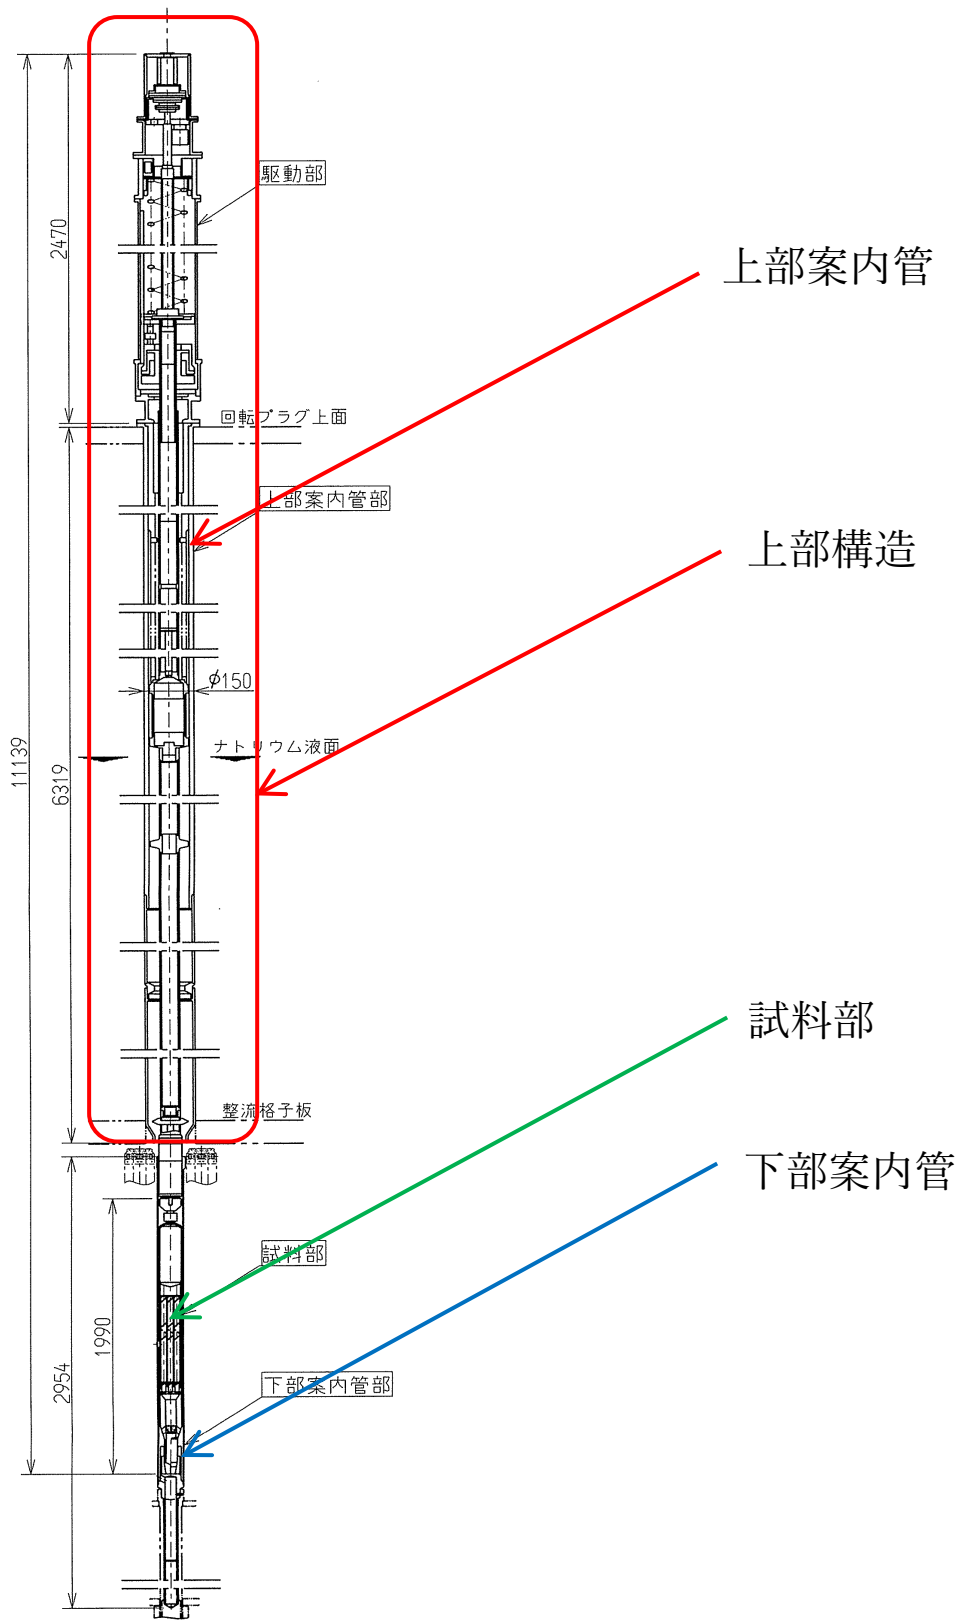 駆動部
2470
上部案内管
回転プラグ上面
上部案内管部
上部構造
φ150
ナトリウム液面
11139
6319
試料部
整流格子板
下部案内管
試料部
1990
2954
下部案内管部